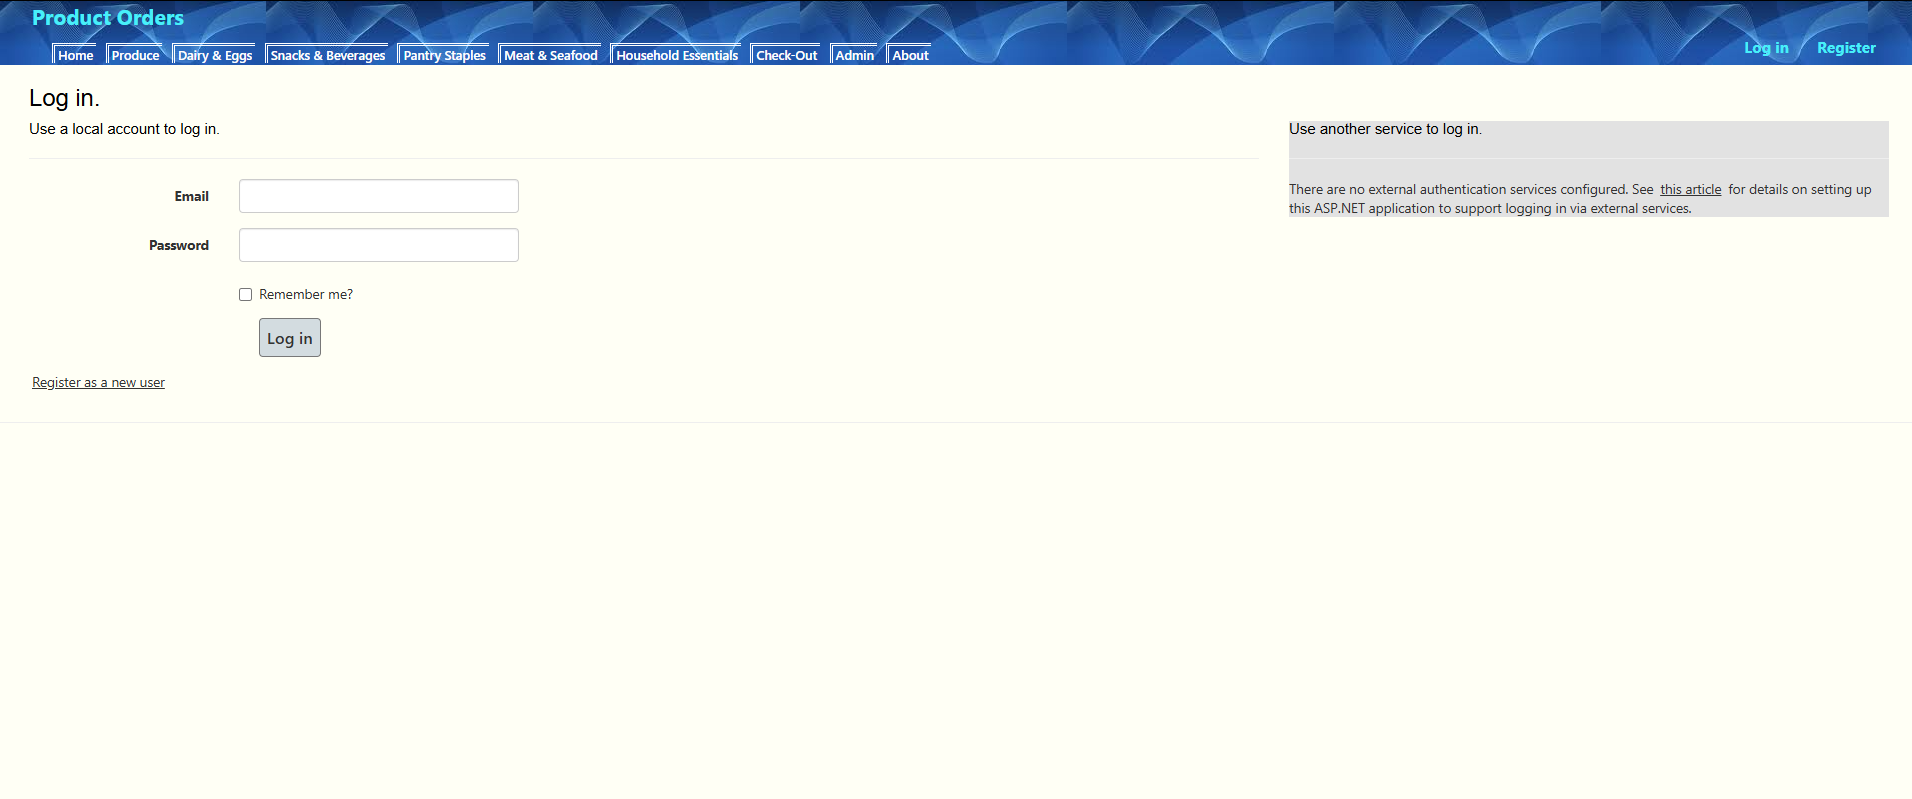 Product Orders
Home Produce Dairy & Eggs Snacks & Beverages Pantry Staples Meat & Seafood Household Essentials Check-Out Admin About
Log in Register
Log in.
Use a local account to log in.
Email
Password
Remember me?
Log in
Register as a new user
Use another service to log in.
There are no external authentication services configured. See this article for details on setting up
this ASP.NET application to support logging in via external services.